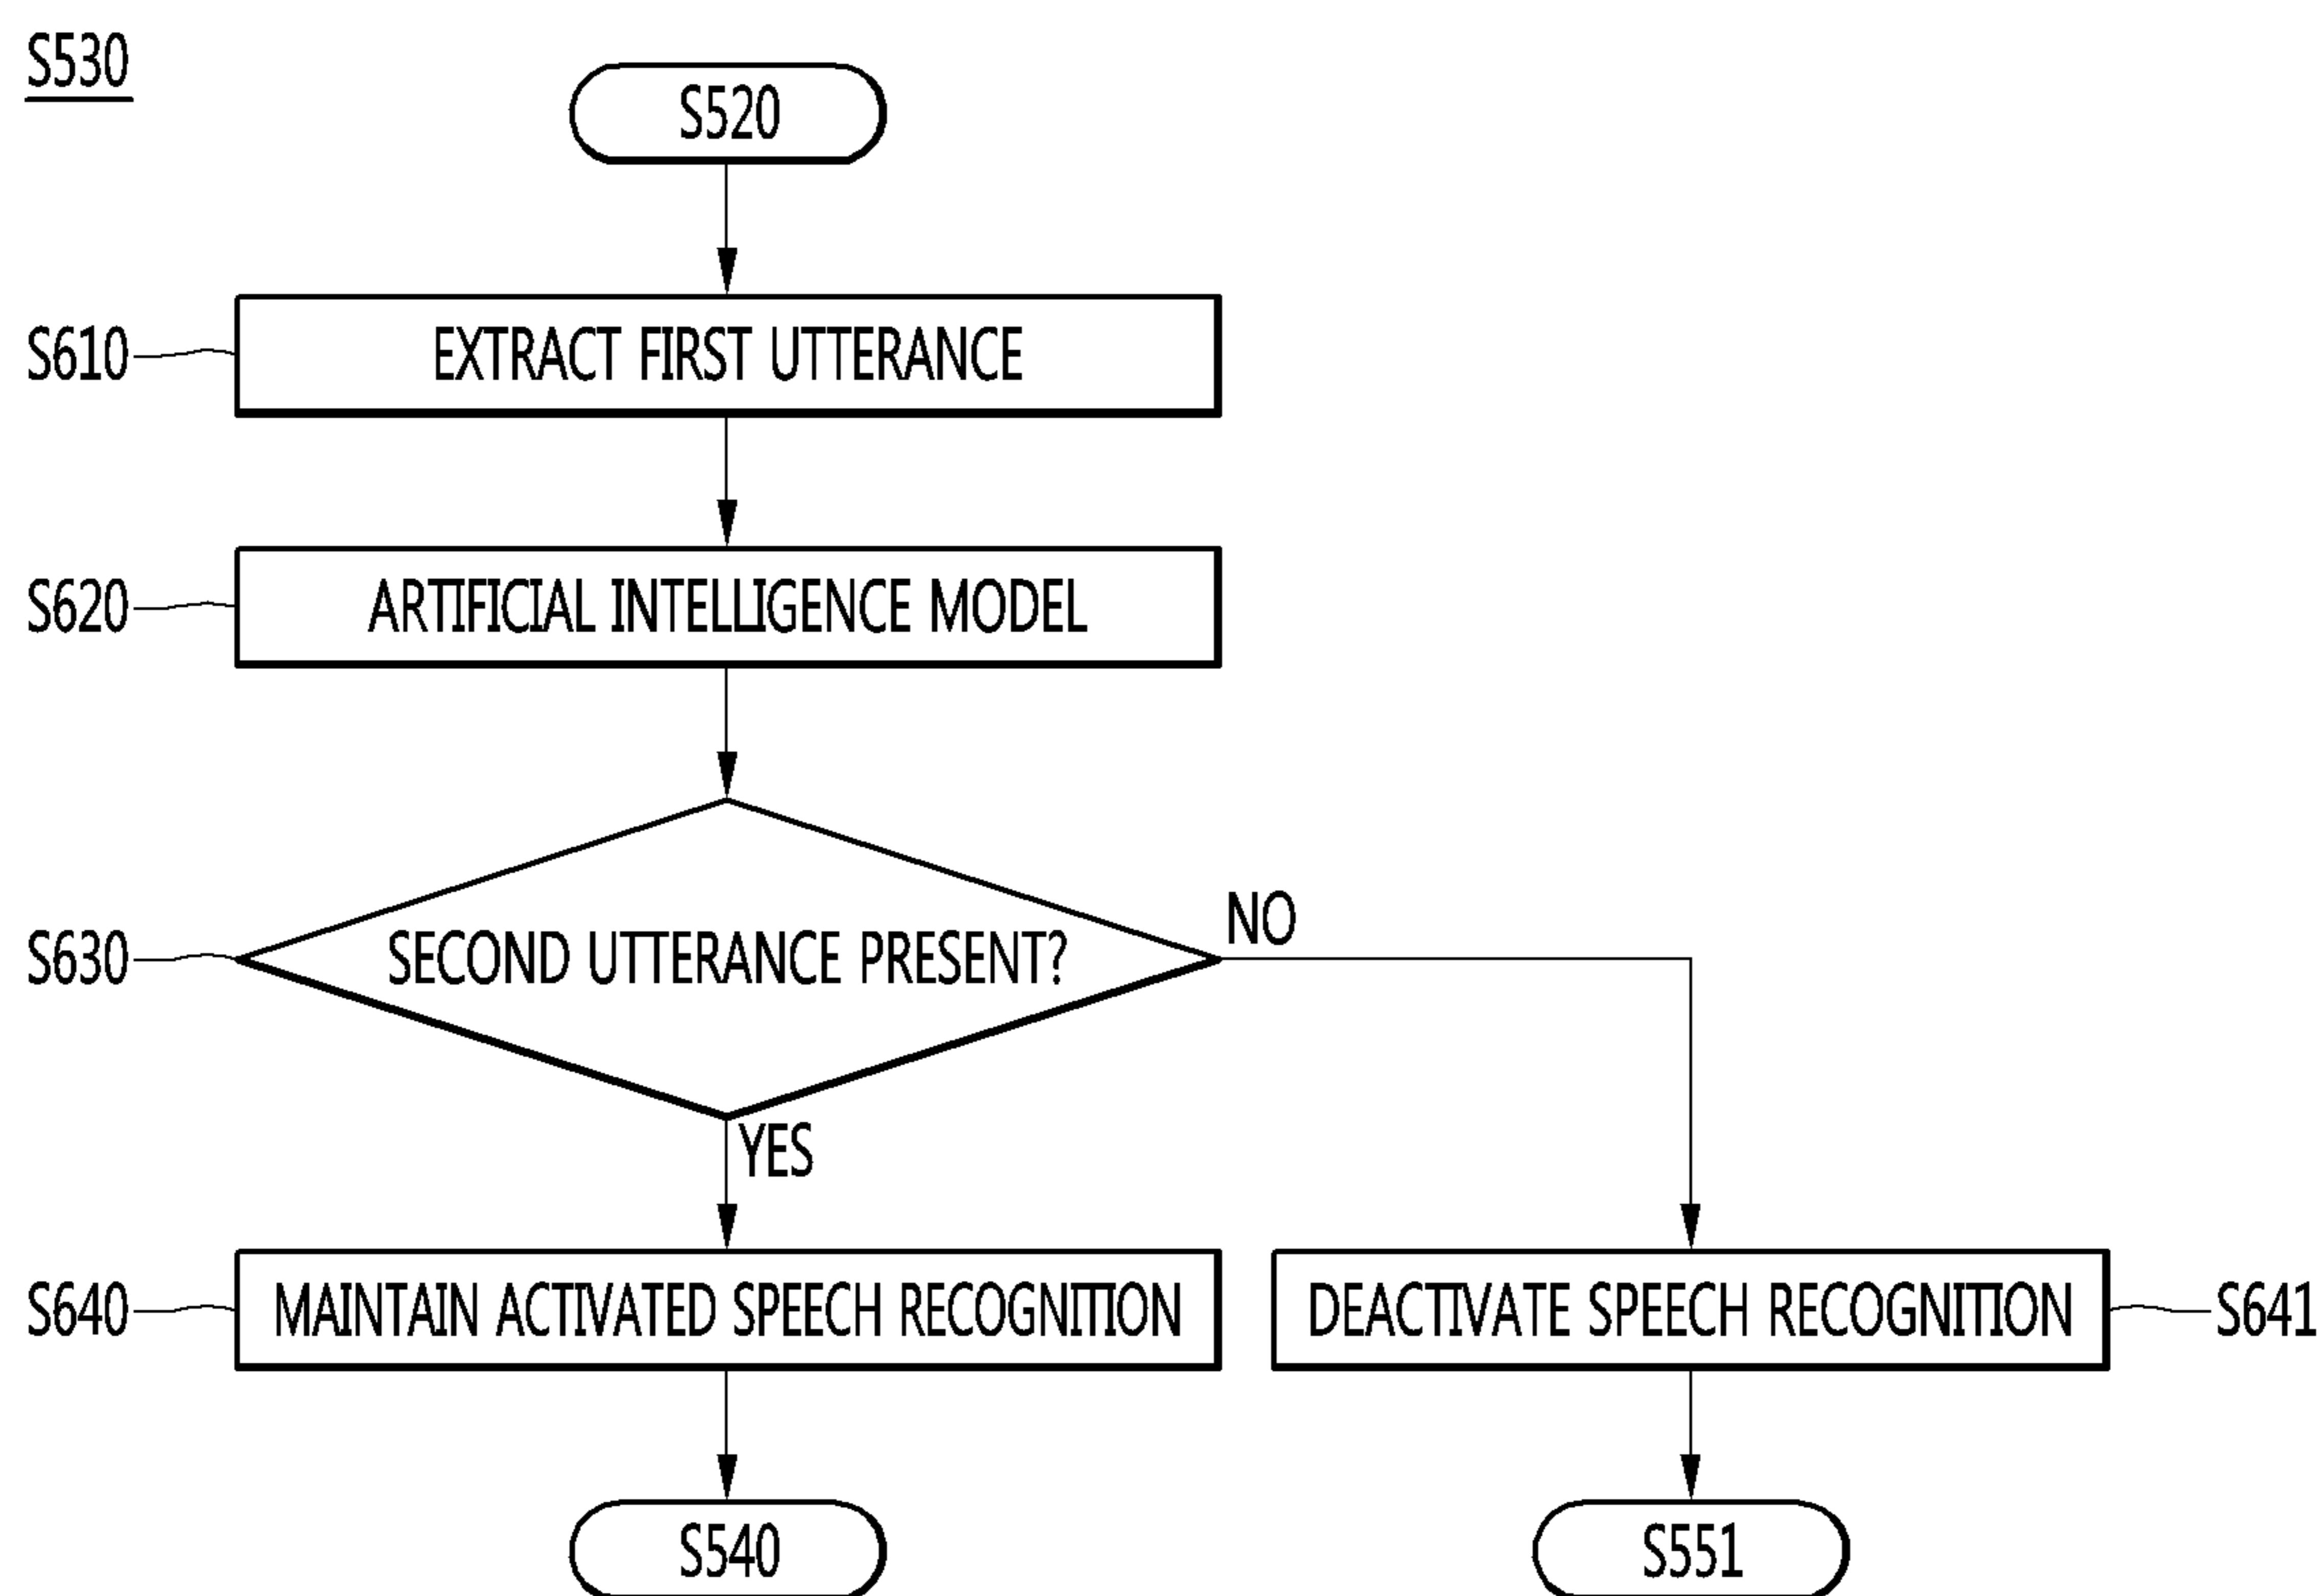 S530
S520
S610
EXTRACT FIRST UTTERANCE
S620
ARTIFICIAL INTELLIGENCE MODEL
S630
SECOND UTTERANCE PRESENT?
NO
YES
S640
MAINTAIN ACTIVATED SPEECH RECOGNITION
DEACTIVATE SPEECH RECOGNITION
S641
S540
S551